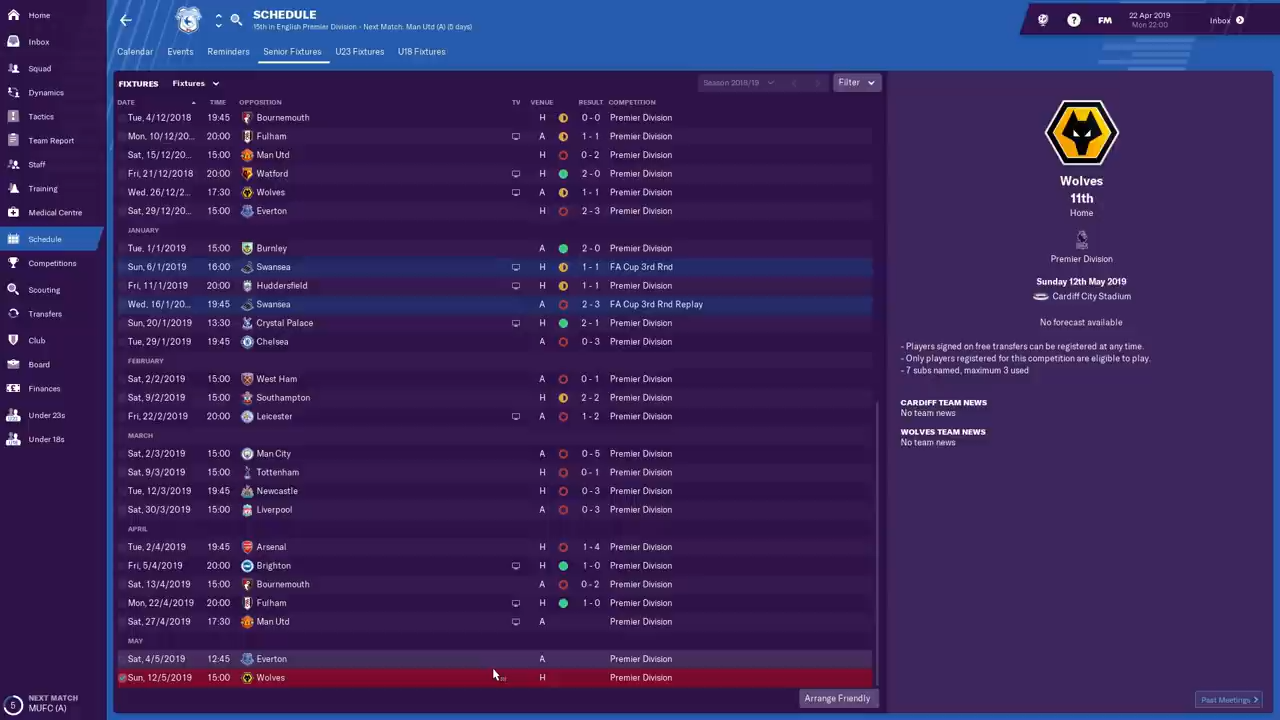 Home
Inbox
Squad
Dynamics
Tactics
Team Report
Staff
Training
Medical Centre
Schedule
Competitions
Scouting
Transfers
Club
Board
Finances
Under 23s
Under 18s
5
NEXT MATCH
MUFC (A)
SCHEDULE
15th in English Premier Division - Next Match: Man Utd (A) (5 days)
? FM 22 Apr 2019 Inbox
Mon 22:00
Calendar Events Reminders Senior Fixtures U23 Fixtures U18 Fixtures
FIXTURES Fixtures Season 2018/19 Filter
DATE TIME OPPOSITION TV VENUE RESULT COMPETITION
Tue, 4/12/2018 19:45 Bournemouth H 0 - 0 Premier Division
Mon, 10/12/20... 20:00 Fulham A 1 - 1 Premier Division
Sat, 15/12/20... 15:00 Man Utd H 0 - 2 Premier Division
Fri, 21/12/2018 20:00 Watford H 2 - 0 Premier Division
Wed, 26/12/2... 17:30 Wolves A 1 - 1 Premier Division
Sat, 29/12/20... 15:00 Everton H 2 - 3 Premier Division
JANUARY
Tue, 1/1/2019 15:00 Burnley A 2 - 0 Premier Division
Sun, 6/1/2019 16:00 Swansea H 1 - 1 FA Cup 3rd Rnd
Fri, 11/1/2019 20:00 Huddersfield H 1 - 1 Premier Division
Wed, 16/1/20... 19:45 Swansea A 2 - 3 FA Cup 3rd Rnd Replay
Sun, 20/1/2019 13:30 Crystal Palace H 2 - 1 Premier Division
Tue, 29/1/2019 19:45 Chelsea A 0 - 3 Premier Division
FEBRUARY
Sat, 2/2/2019 15:00 West Ham A 0 - 1 Premier Division
Sat, 9/2/2019 15:00 Southampton H 2 - 2 Premier Division
Fri, 22/2/2019 20:00 Leicester A 1 - 2 Premier Division
MARCH
Sat, 2/3/2019 15:00 Man City A 0 - 5 Premier Division
Sat, 9/3/2019 15:00 Tottenham H 0 - 1 Premier Division
Tue, 12/3/2019 19:45 Newcastle H 0 - 3 Premier Division
Sat, 30/3/2019 15:00 Liverpool A 0 - 3 Premier Division
APRIL
Tue, 2/4/2019 19:45 Arsenal H 1 - 4 Premier Division
Fri, 5/4/2019 20:00 Brighton H 1 - 0 Premier Division
Sat, 13/4/2019 15:00 Bournemouth A 0 - 2 Premier Division
Mon, 22/4/2019 20:00 Fulham H 1 - 0 Premier Division
Sat, 27/4/2019 17:30 Man Utd A Premier Division
MAY
Sat, 4/5/2019 12:45 Everton A Premier Division
Sun, 12/5/2019 15:00 Wolves H Premier Division
Arrange Friendly
Wolves
11th
Home
Premier Division
Sunday 12th May 2019
Cardiff City Stadium
No forecast available
- Players signed on free transfers can be registered at any time.
- Only players registered for this competition are eligible to play.
- 7 subs named, maximum 3 used
CARDIFF TEAM NEWS
No team news
WOLVES TEAM NEWS
No team news
Past Meetings